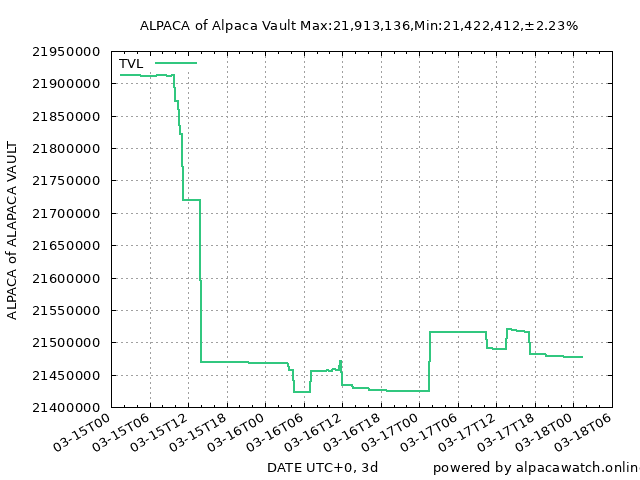 ALPACA of Alpaca Vault Max:21,913,136,Min:21,422,412,±2.23%
21950000
21900000
21850000
21800000
21750000
21700000
21650000
21600000
21550000
21500000
21450000
21400000
TVL
ALPACA of ALAPACA VAULT
03-15T00
03-15T06
03-15T12
03-15T18
03-16T00
03-16T06
03-16T12
03-16T18
03-17T00
03-17T06
03-17T12
03-17T18
03-18T00
03-18T06
DATE UTC+0, 3d
powered by alpacawatch.onlin